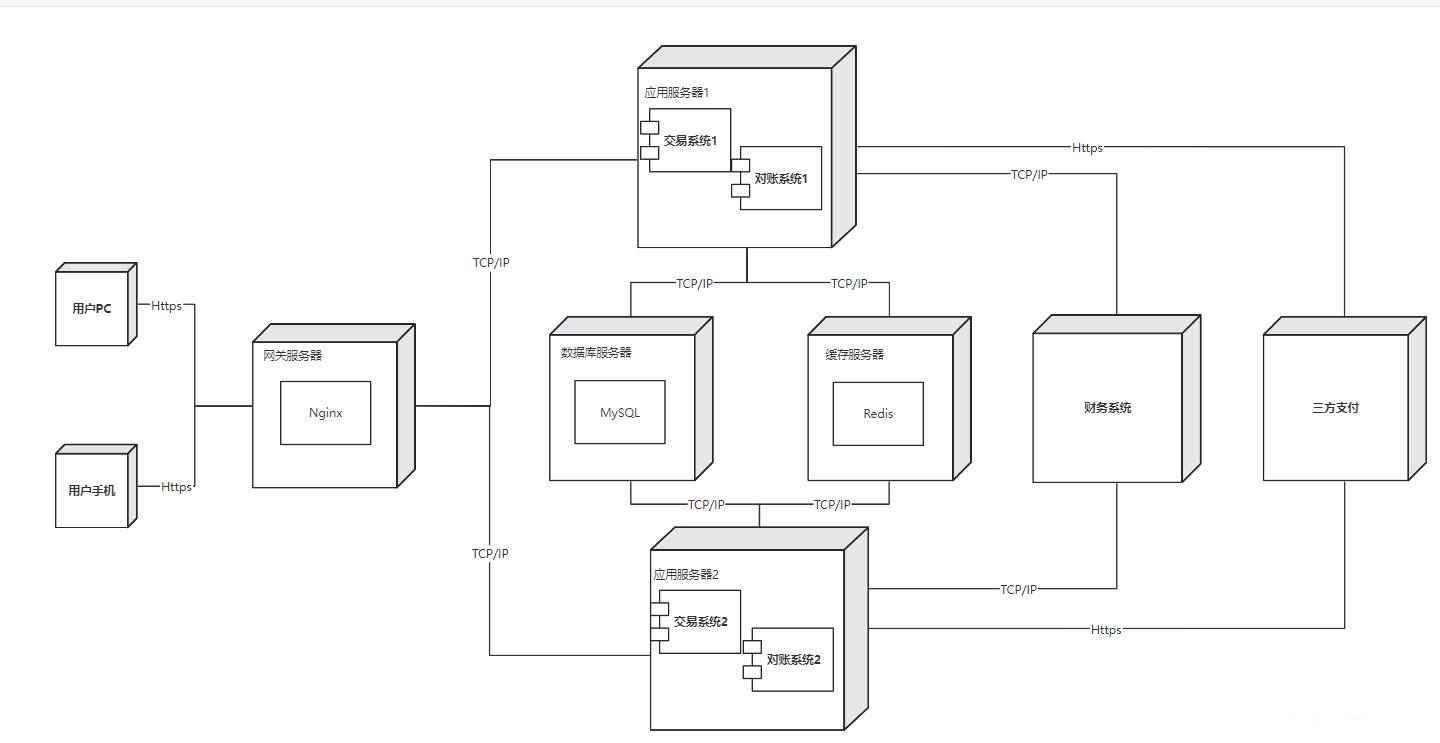 应用服务器1
交易系统1
对账系统1
Https
TCP/IP
TCP/IP
TCP/IP
TCP/IP
用户PC
Https
网关服务器
Nginx
数据库服务器
MySQL
缓存服务器
Redis
财务系统
三方支付
用户手机
Https
TCP/IP
TCP/IP
TCP/IP
应用服务器2
交易系统2
对账系统2
TCP/IP
Https